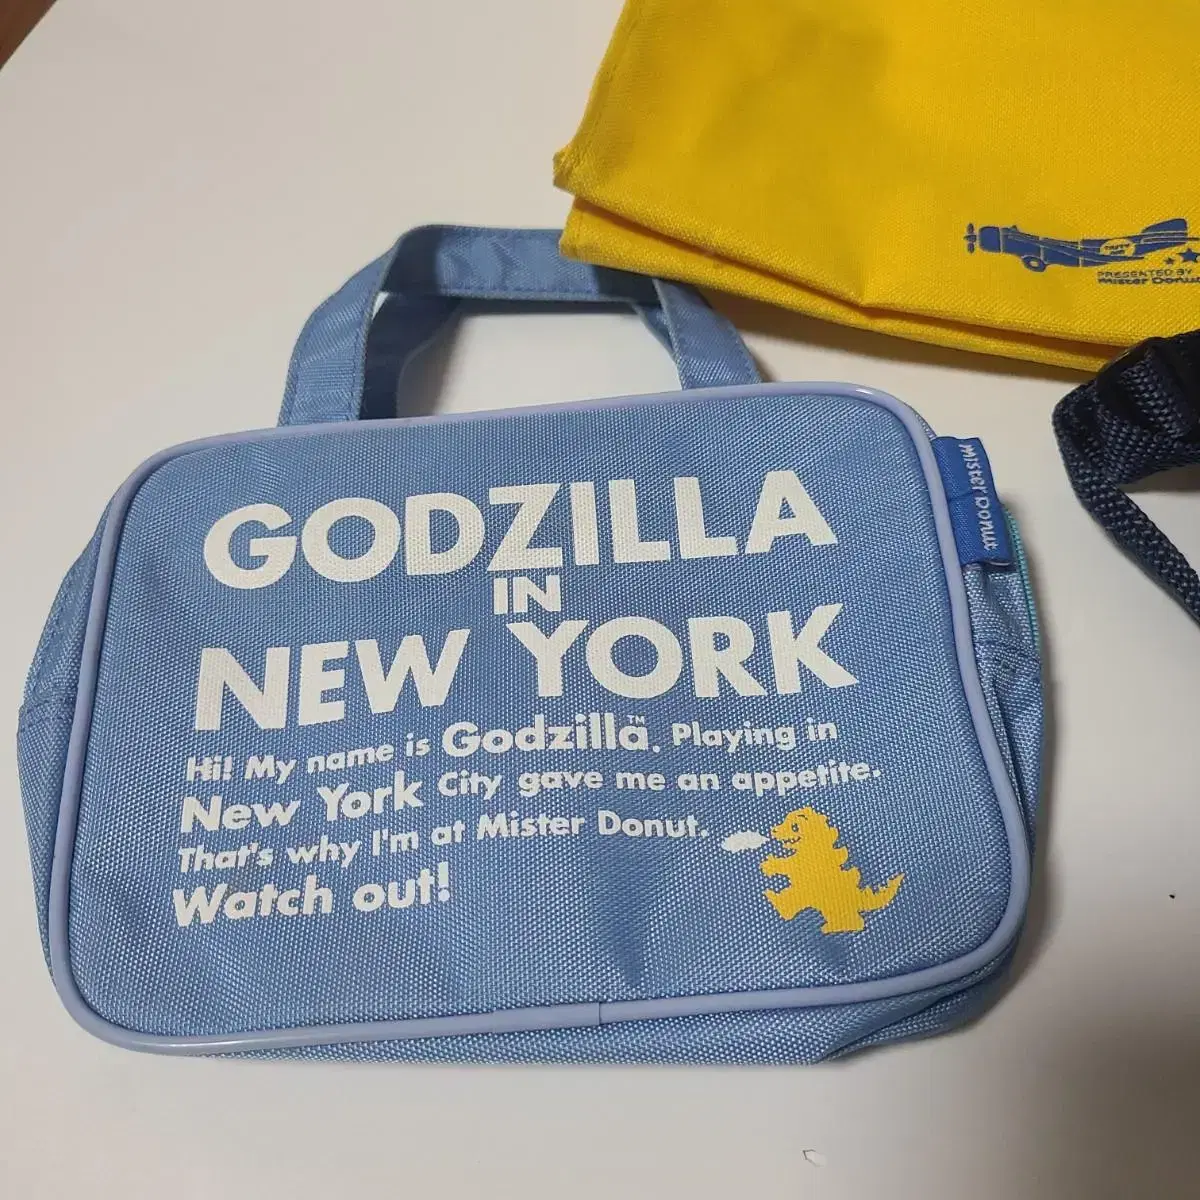 PRESENTED BY
mister Donut
mister Donut
GODZILLA
IN
NEW YORK
Hi! My name is Godzilla™. Playing in
New York City gave me an appetite.
That's why I'm at Mister Donut.
Watch out!